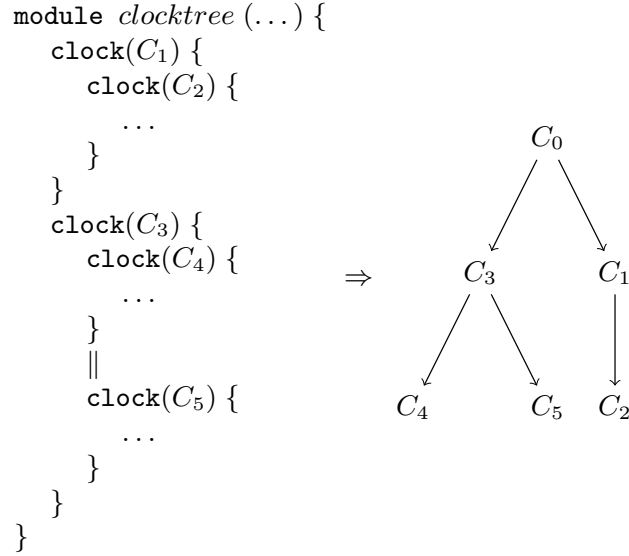 module clocktree (...) {
clock(C₁) {
clock(C₂) {
...
}
}
clock(C₃) {
clock(C₄) {
...
}
||
clock(C₅) {
...
}
}
}
⇒
C₀
C₃ C₁
C₄ C₅ C₂